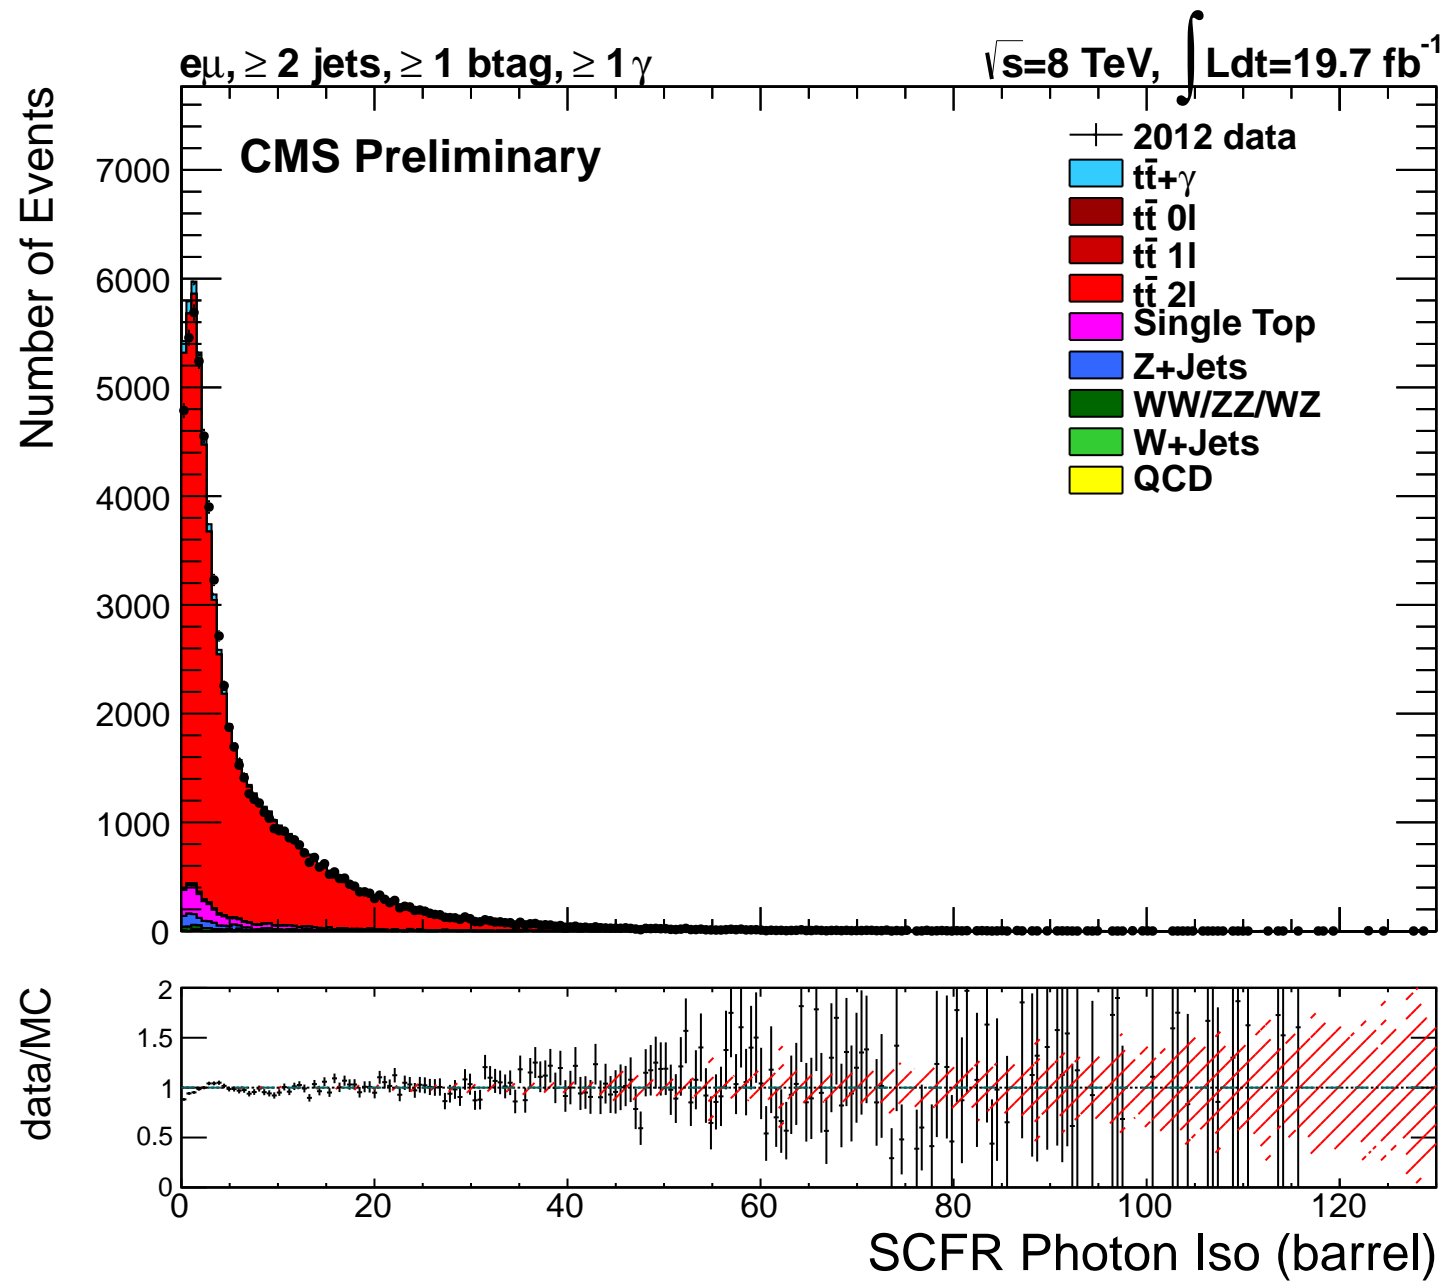 eμ, ≥ 2 jets, ≥ 1 btag, ≥ 1 γ
√s=8 TeV, ∫Ldt=19.7 fb⁻¹
CMS Preliminary
2012 data
tt̄+γ
tt̄ 0l
tt̄ 1l
tt̄ 2l
Single Top
Z+Jets
WW/ZZ/WZ
W+Jets
QCD
Number of Events
7000
6000
5000
4000
3000
2000
1000
0
data/MC
2
1.5
1
0.5
0
0 20 40 60 80 100 120
SCFR Photon Iso (barrel)